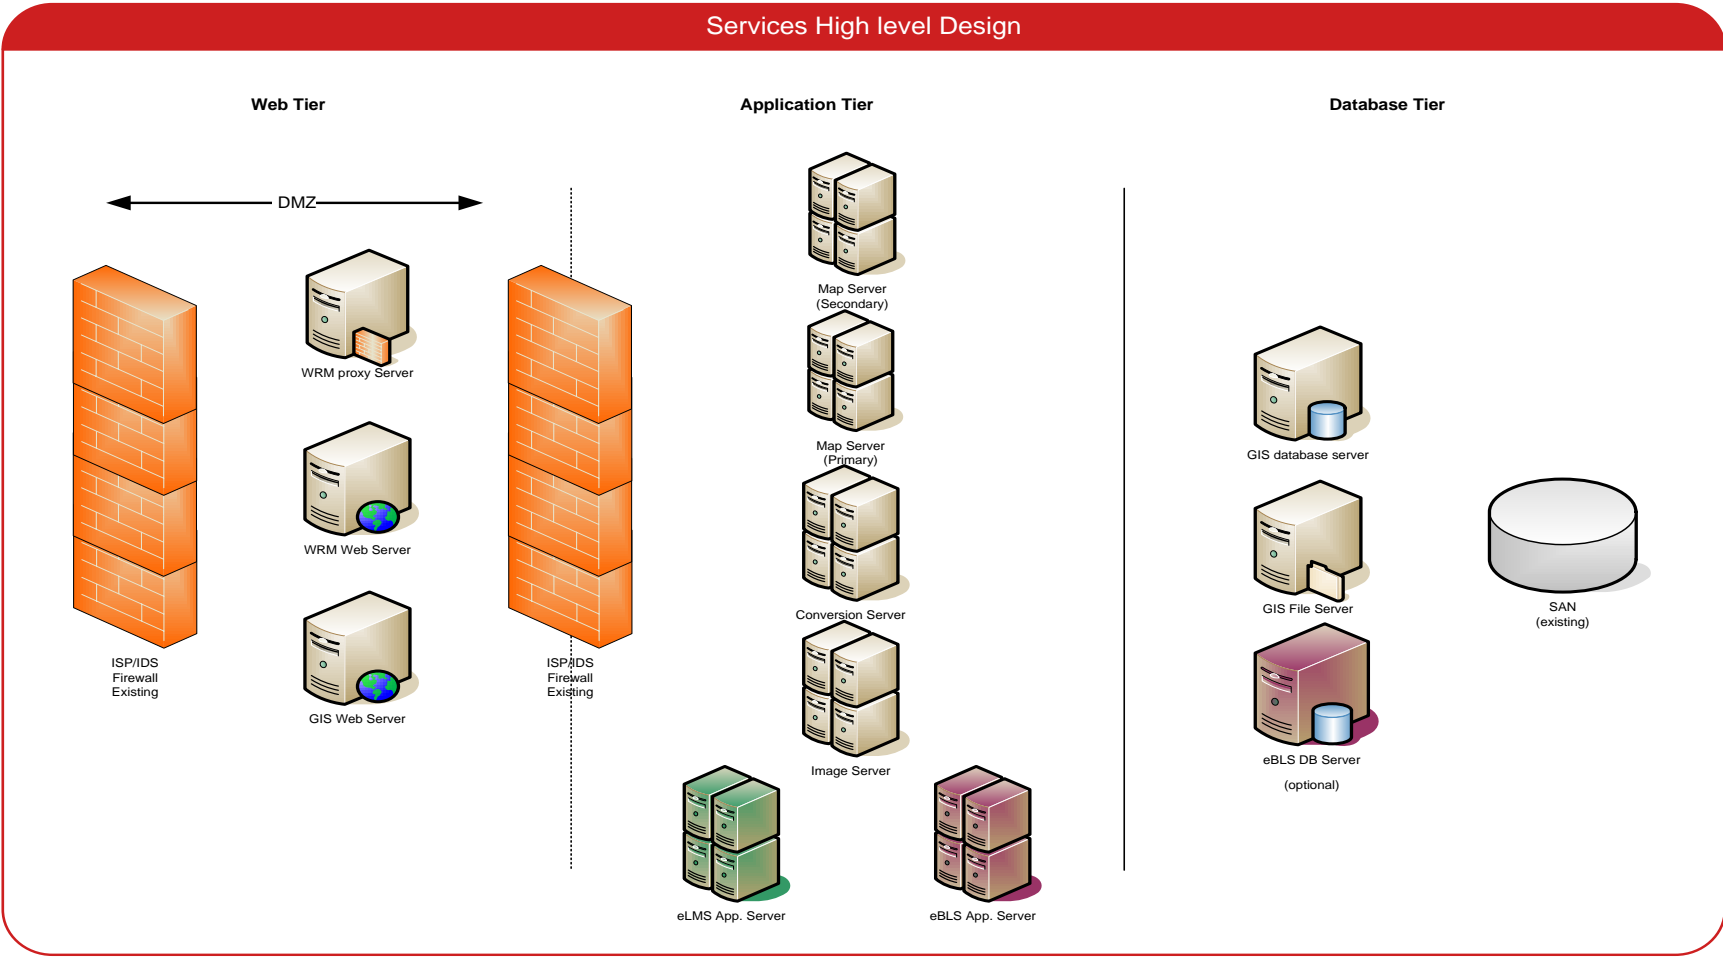 Services High level Design
Web Tier
Application Tier
Database Tier
DMZ
WRM proxy Server
WRM Web Server
GIS Web Server
ISP/IDS
Firewall
Existing
ISP/IDS
Firewall
Existing
Map Server
(Secondary)
Map Server
(Primary)
Conversion Server
Image Server
eLMS App. Server
eBLS App. Server
GIS database server
GIS File Server
eBLS DB Server
(optional)
SAN
(existing)